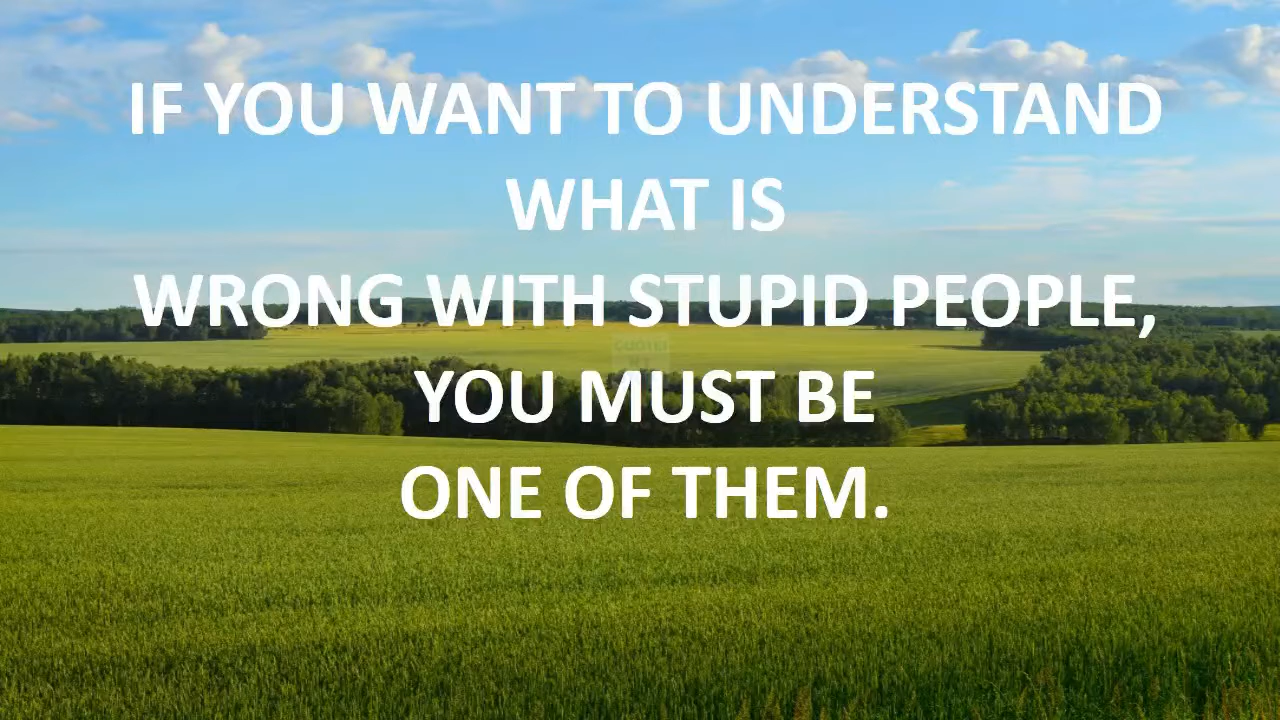 IF YOU WANT TO UNDERSTAND
WHAT IS
WRONG WITH STUPID PEOPLE,
YOU MUST BE
ONE OF THEM.